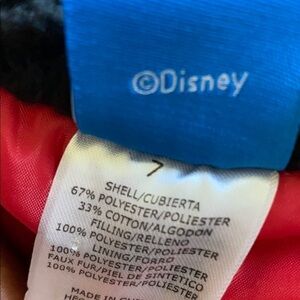 ©Disney
7
SHELL/CUBIERTA
67% POLYESTER/POLIESTER
33% COTTON/ALGODON
FILLING/RELLENO
100% POLYESTER/POLIESTER
LINING/FORRO
100% POLYESTER/POLIESTER
FAUX FUR/PIEL DE SINTETICO
100% POLYESTER/POLIESTER
MADE IN